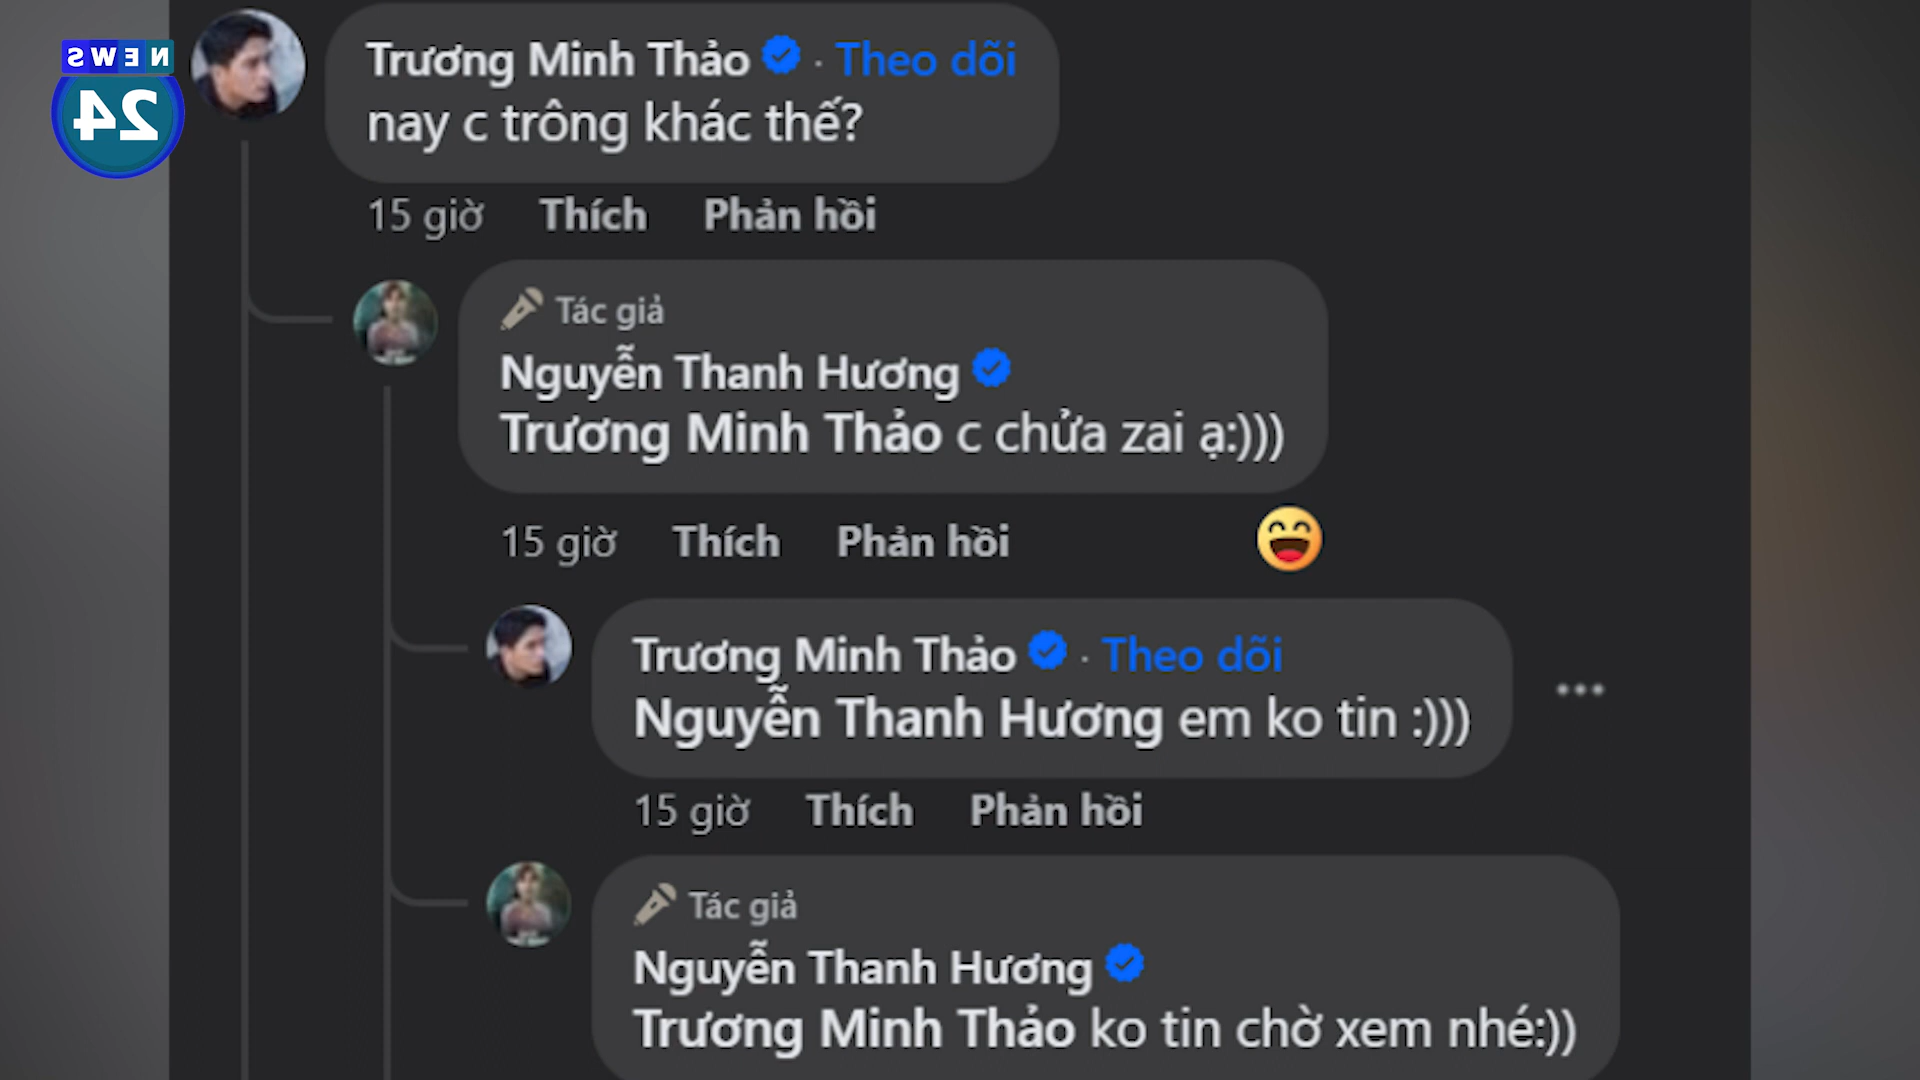 NEWS
24
Trương Minh Thảo · Theo dõi
nay c trông khác thế?
15 giờ Thích Phản hồi
Tác giả
Nguyễn Thanh Hương
Trương Minh Thảo c chửa zai ạ:)))
15 giờ Thích Phản hồi
Trương Minh Thảo · Theo dõi
Nguyễn Thanh Hương em ko tin :)))
15 giờ Thích Phản hồi
Tác giả
Nguyễn Thanh Hương
Trương Minh Thảo ko tin chờ xem nhé:))